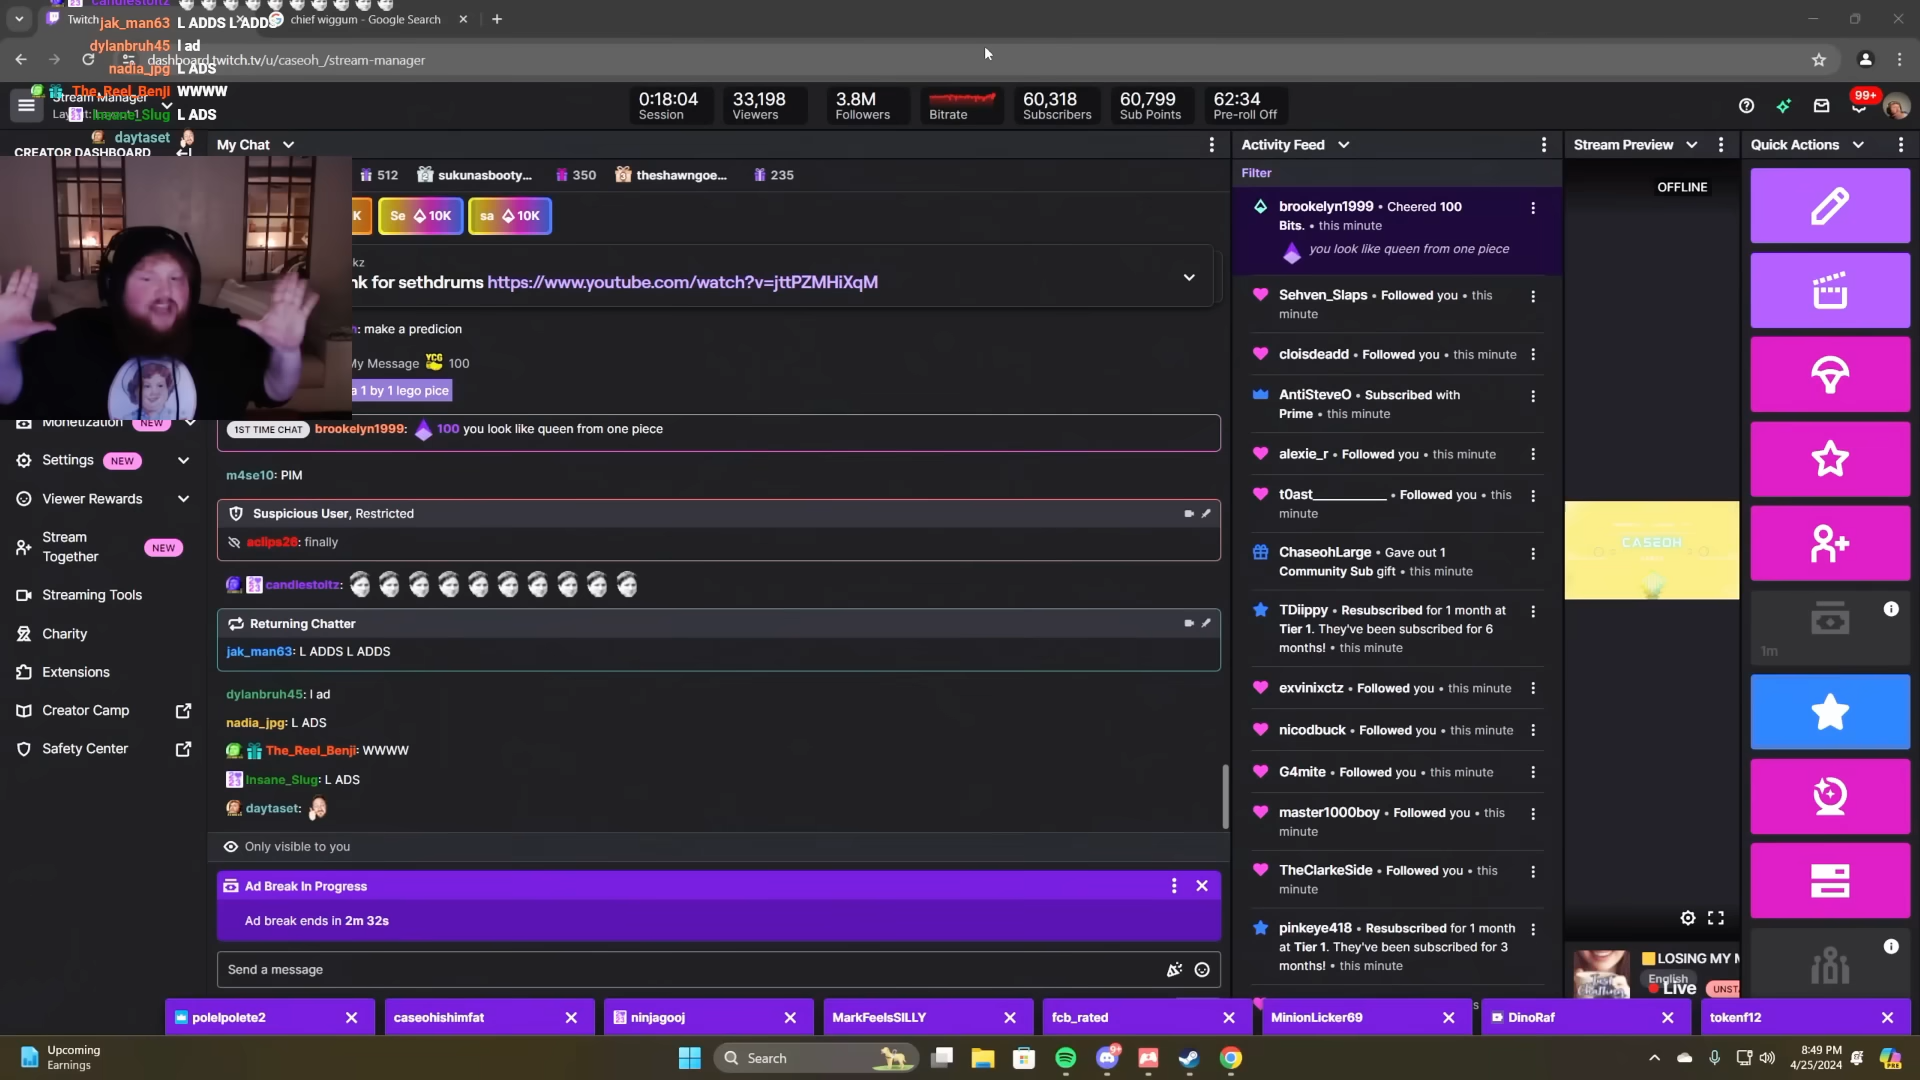 candlestoltz
jak_man63 L ADDS L ADDS
dylanbruh45 l ad
nadia_jpg L ADS
The_Reel_Benji WWWW
Insane_Slug L ADS
daytaset
Twitch
chief wiggum - Google Search
dashboard.twitch.tv/u/caseoh_/stream-manager
Stream Manager
0:18:04
Session
33,198
Viewers
3.8M
Followers
Bitrate
60,318
Subscribers
60,799
Sub Points
62:34
Pre-roll Off
99+
CREATOR DASHBOARD
Monetization NEW
Settings NEW
Viewer Rewards
Stream
Together NEW
Streaming Tools
Charity
Extensions
Creator Camp
Safety Center
My Chat
512 sukunasbooty... 350 theshawngoe... 235
K Se 10K sa 10K
kz
nk for sethdrums https://www.youtube.com/watch?v=jttPZMHiXqM
: make a predicion
My Message YCG 100
a 1 by 1 lego pice
1ST TIME CHAT brookelyn1999: 100 you look like queen from one piece
m4se10: PIM
Suspicious User, Restricted
aclips26: finally
candlestoltz:
Returning Chatter
jak_man63: L ADDS L ADDS
dylanbruh45: l ad
nadia_jpg: L ADS
The_Reel_Benji: WWWW
Insane_Slug: L ADS
daytaset:
Only visible to you
Ad Break In Progress
Ad break ends in 2m 32s
Send a message
Activity Feed
Filter
brookelyn1999 • Cheered 100
Bits. • this minute
you look like queen from one piece
Sehven_Slaps • Followed you • this
minute
cloisdeadd • Followed you • this minute
AntiSteveO • Subscribed with
Prime • this minute
alexie_r • Followed you • this minute
t0ast___________ • Followed you • this
minute
ChaseohLarge • Gave out 1
Community Sub gift • this minute
TDiippy • Resubscribed for 1 month at
Tier 1. They've been subscribed for 6
months! • this minute
exvinixctz • Followed you • this minute
nicodbuck • Followed you • this minute
G4mite • Followed you • this minute
master1000boy • Followed you • this
minute
TheClarkeSide • Followed you • this
minute
pinkeye418 • Resubscribed for 1 month
at Tier 1. They've been subscribed for 3
months! • this minute
Stream Preview
OFFLINE
CASEOH
LOSING MY M
English
Live UNST
Just Chatting
Quick Actions
1m
polelpolete2
caseohishimfat
ninjagooj
MarkFeelsSILLY
fcb_rated
MinionLicker69
DinoRaf
tokenf12
Upcoming
Earnings
Search
9+
8:49 PM
4/25/2024
PRE